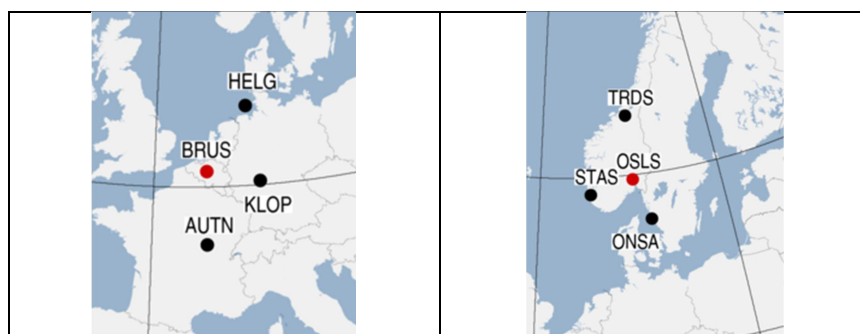 HELG
BRUS
KLOP
AUTN
TRDS
OSLS
STAS
ONSA